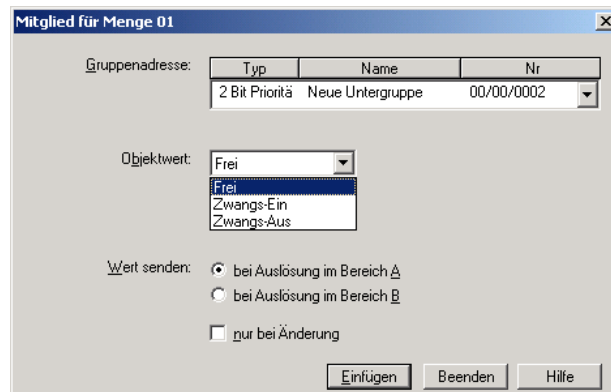 Mitglied für Menge 01
Gruppenadresse: Typ Name Nr
2 Bit Prioritä Neue Untergruppe 00/00/0002
Objektwert: Frei
Frei
Zwangs-Ein
Zwangs-Aus
Wert senden: bei Auslösung im Bereich A
bei Auslösung im Bereich B
nur bei Änderung
Einfügen Beenden Hilfe